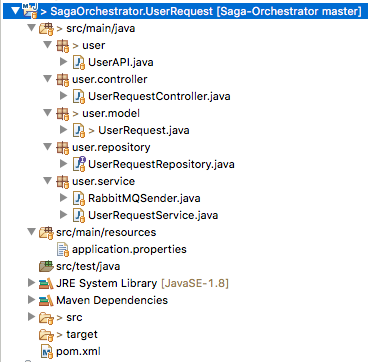 > SagaOrchestrator.UserRequest [Saga-Orchestrator master]
> src/main/java
> user
UserAPI.java
user.controller
UserRequestController.java
> user.model
> UserRequest.java
user.repository
UserRequestRepository.java
user.service
RabbitMQSender.java
UserRequestService.java
src/main/resources
application.properties
src/test/java
JRE System Library [JavaSE-1.8]
Maven Dependencies
> src
> target
pom.xml